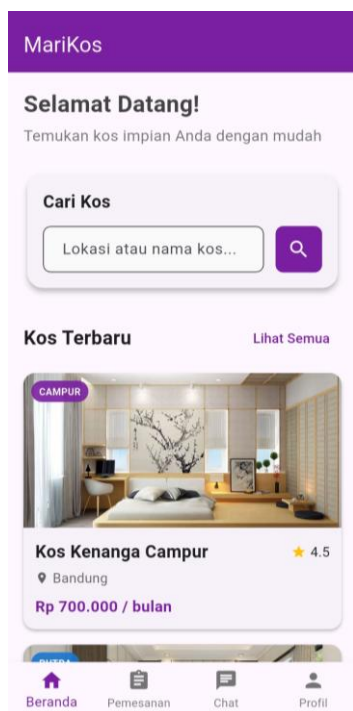 MariKos
Selamat Datang!
Temukan kos impian Anda dengan mudah
Cari Kos
Lokasi atau nama kos...
Kos Terbaru
Lihat Semua
CAMPUR
Kos Kenanga Campur
4.5
Bandung
Rp 700.000 / bulan
PUTRA
Beranda
Pemesanan
Chat
Profil